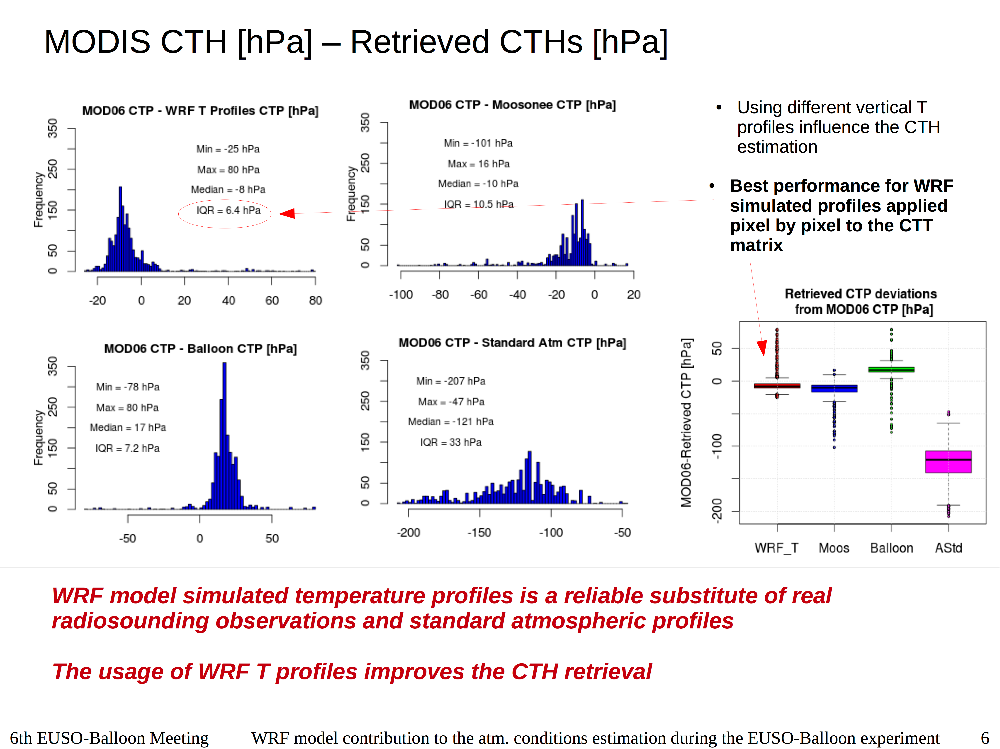 MODIS CTH [hPa] – Retrieved CTHs [hPa]
MOD06 CTP - WRF T Profiles CTP [hPa]
Frequency
0 50 150 250 350
Min = -25 hPa
Max = 80 hPa
Median = -8 hPa
IQR = 6.4 hPa
-20 0 20 40 60 80
MOD06 CTP - Moosonee CTP [hPa]
Frequency
0 50 150 250 350
Min = -101 hPa
Max = 16 hPa
Median = -10 hPa
IQR = 10.5 hPa
-100 -80 -60 -40 -20 0 20
• Using different vertical T
profiles influence the CTH
estimation
• Best performance for WRF
simulated profiles applied
pixel by pixel to the CTT
matrix
MOD06 CTP - Balloon CTP [hPa]
Frequency
0 50 150 250 350
Min = -78 hPa
Max = 80 hPa
Median = 17 hPa
IQR = 7.2 hPa
-50 0 50
MOD06 CTP - Standard Atm CTP [hPa]
0 50 150 250 350
Min = -207 hPa
Max = -47 hPa
Median = -121 hPa
IQR = 33 hPa
-200 -150 -100 -50
Retrieved CTP deviations
from MOD06 CTP [hPa]
MOD06-Retrieved CTP [hPa]
-200 -100 0 50
WRF_T Moos Balloon AStd
WRF model simulated temperature profiles is a reliable substitute of real
radiosounding observations and standard atmospheric profiles
The usage of WRF T profiles improves the CTH retrieval
6th EUSO-Balloon Meeting
WRF model contribution to the atm. conditions estimation during the EUSO-Balloon experiment
6